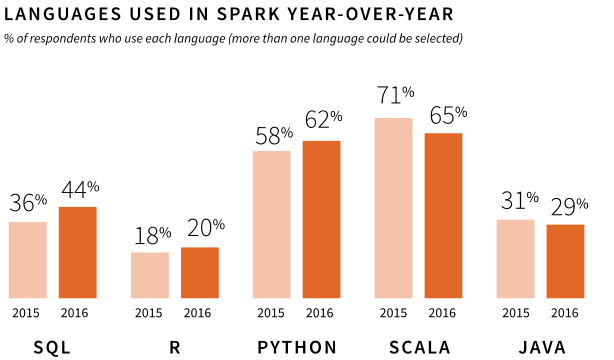 LANGUAGES USED IN SPARK YEAR-OVER-YEAR
% of respondents who use each language (more than one language could be selected)
36% 44% 18% 20% 58% 62% 71% 65% 31% 29%
2015 2016 2015 2016 2015 2016 2015 2016 2015 2016
SQL R PYTHON SCALA JAVA